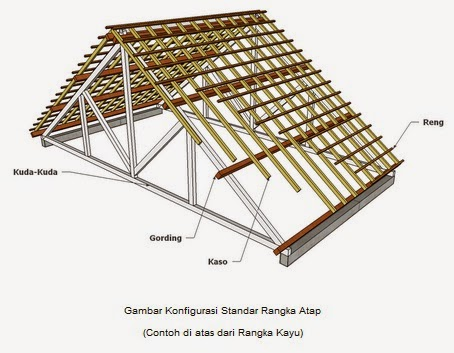 Reng
Kuda-Kuda
Gording
Kaso
Gambar Konfigurasi Standar Rangka Atap
(Contoh di atas dari Rangka Kayu)